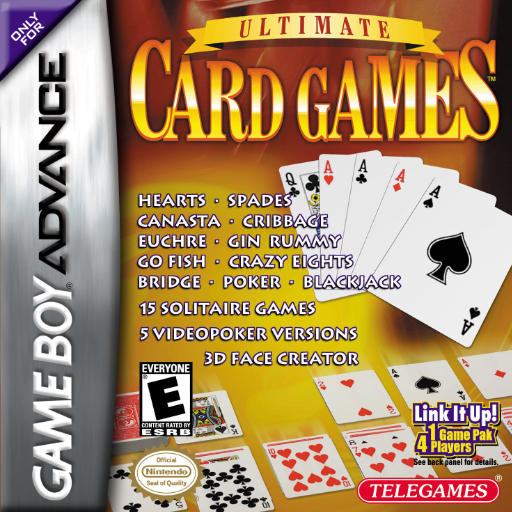 ONLY
FOR
GAME BOY ADVANCE
ULTIMATE
CARD GAMES™
HEARTS · SPADES
CANASTA · CRIBBAGE
EUCHRE · GIN RUMMY
GO FISH · CRAZY EIGHTS
BRIDGE · POKER · BLACKJACK
15 SOLITAIRE GAMES
5 VIDEOPOKER VERSIONS
3D FACE CREATOR
Q A A A A
A
EVERYONE
E
CONTENT RATED BY
ESRB
Official
Nintendo
Seal of Quality
Link It Up!
1 Game Pak
4 Players
See back panel for details.
TELEGAMES®